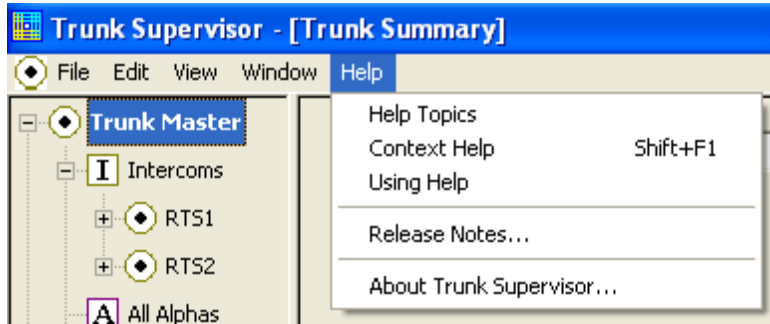 Trunk Supervisor - [Trunk Summary]
File Edit View Window Help
Trunk Master
I Intercoms
RTS1
RTS2
A All Alphas
Help Topics
Context Help Shift+F1
Using Help
Release Notes...
About Trunk Supervisor...